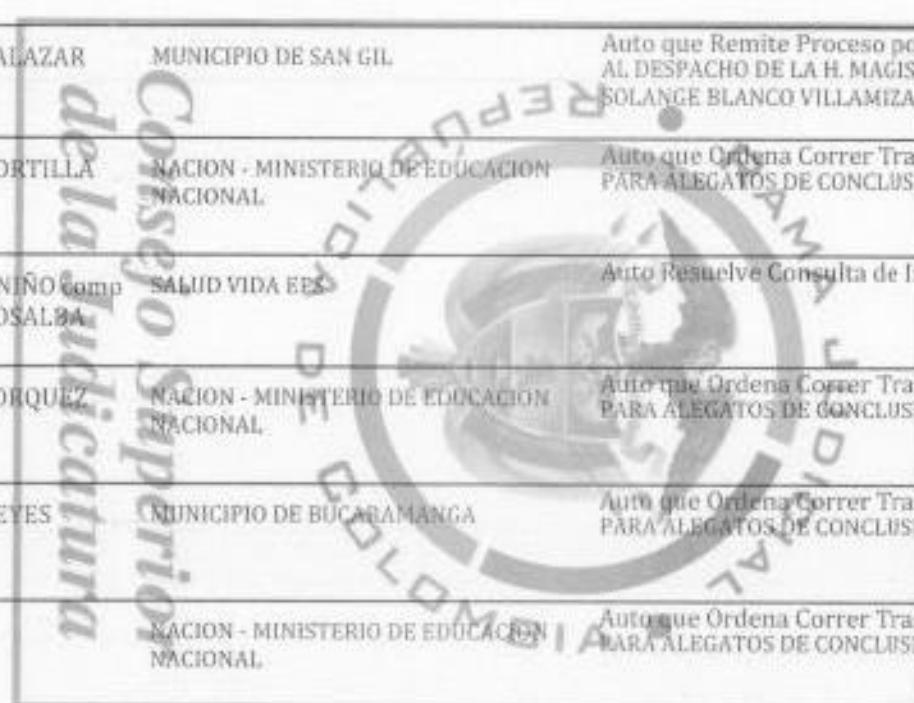 ALAZAR MUNICIPIO DE SAN GIL Auto que Remite Proceso po
AL DESPACHO DE LA H. MAGIS
SOLANGE BLANCO VILLAMIZA
ORTILLA NACION - MINISTERIO DE EDUCACION Auto que Ordena Correr Tra
NACIONAL PARA ALEGATOS DE CONCLUS
NIÑO comp SALUD VIDA EPS Auto Resuelve Consulta de I
OSALBA
ORQUEZ NACION - MINISTERIO DE EDUCACION Auto que Ordena Correr Tra
NACIONAL PARA ALEGATOS DE CONCLUS
EYES MUNICIPIO DE BUCARAMANGA Auto que Ordena Correr Tra
PARA ALEGATOS DE CONCLUS
NACION - MINISTERIO DE EDUCACION Auto que Ordena Correr Tra
NACIONAL PARA ALEGATOS DE CONCLUS
Consejo Superior
de la Judicatura
REPÚBLICA DE COLOMBIA
RAMA JUDICIAL